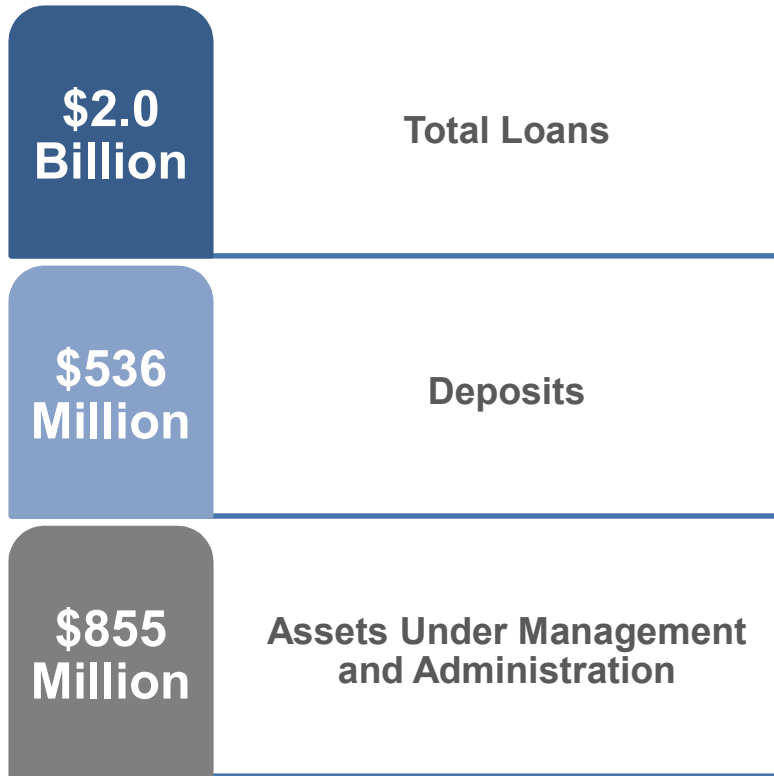 $2.0
Billion
Total Loans
$536
Million
Deposits
$855
Million
Assets Under Management
and Administration